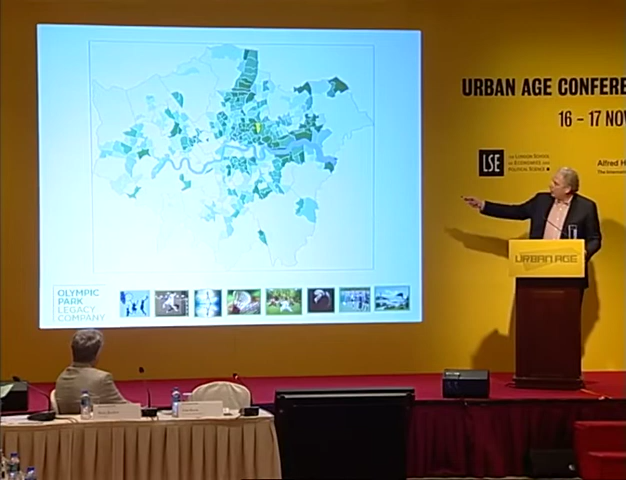 URBAN AGE CONFERE
16 – 17 NOV
LSE
THE LONDON SCHOOL
OF ECONOMICS AND
POLITICAL SCIENCE
Alfred H
URBAN AGE
OLYMPIC
PARK
LEGACY
COMPANY